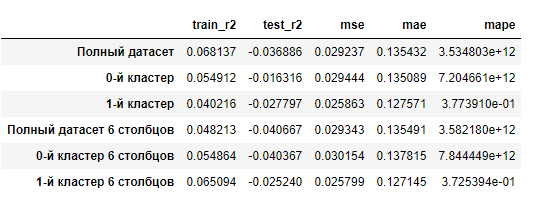 train_r2 test_r2 mse mae mape
Полный датасет 0.068137 -0.036886 0.029237 0.135432 3.534803e+12
0-й кластер 0.054912 -0.016316 0.029444 0.135089 7.204661e+12
1-й кластер 0.040216 -0.027797 0.025863 0.127571 3.773910e-01
Полный датасет 6 столбцов 0.048213 -0.040667 0.029343 0.135491 3.582180e+12
0-й кластер 6 столбцов 0.054864 -0.040367 0.030154 0.137815 7.844449e+12
1-й кластер 6 столбцов 0.065094 -0.025240 0.025799 0.127145 3.725394e-01